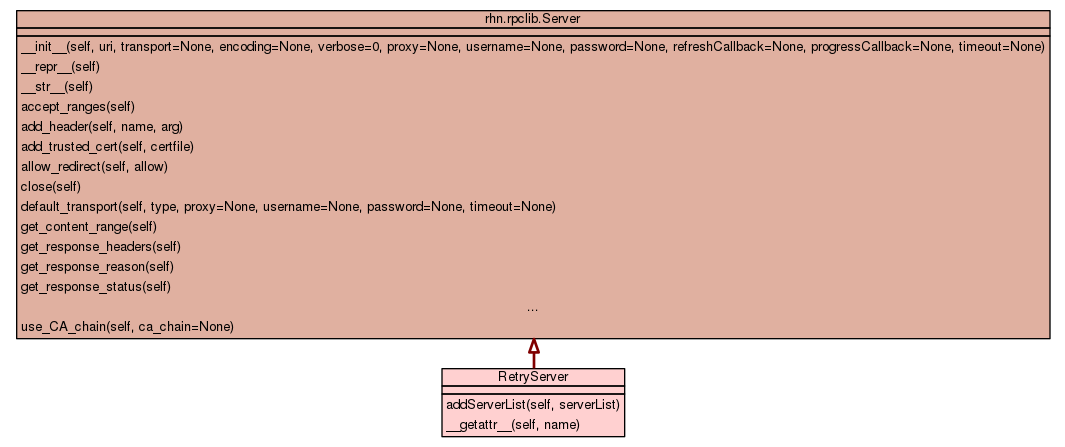 rhn.rpclib.Server
__init__(self, uri, transport=None, encoding=None, verbose=0, proxy=None, username=None, password=None, refreshCallback=None, progressCallback=None, timeout=None)
__repr__(self)
__str__(self)
accept_ranges(self)
add_header(self, name, arg)
add_trusted_cert(self, certfile)
allow_redirect(self, allow)
close(self)
default_transport(self, type, proxy=None, username=None, password=None, timeout=None)
get_content_range(self)
get_response_headers(self)
get_response_reason(self)
get_response_status(self)
...
use_CA_chain(self, ca_chain=None)
RetryServer
addServerList(self, serverList)
__getattr__(self, name)